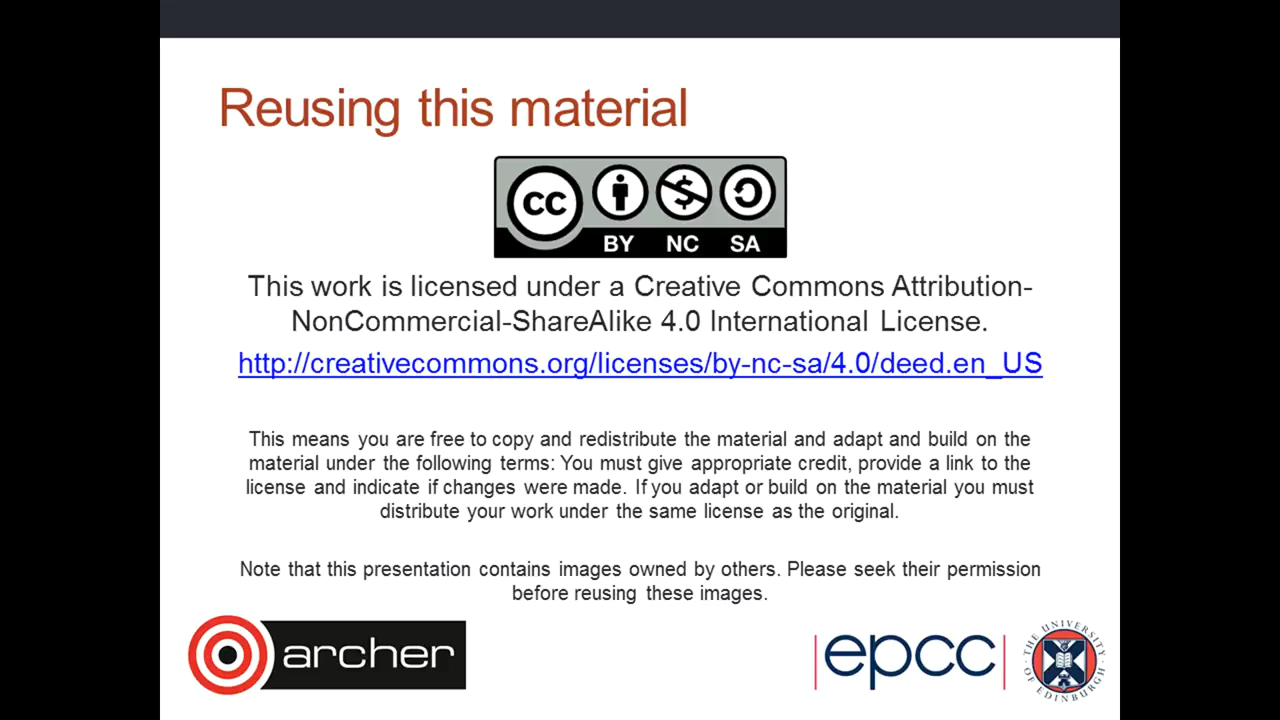 Reusing this material
CC
BY NC SA
This work is licensed under a Creative Commons Attribution-
NonCommercial-ShareAlike 4.0 International License.
http://creativecommons.org/licenses/by-nc-sa/4.0/deed.en_US
This means you are free to copy and redistribute the material and adapt and build on the
material under the following terms: You must give appropriate credit, provide a link to the
license and indicate if changes were made. If you adapt or build on the material you must
distribute your work under the same license as the original.
Note that this presentation contains images owned by others. Please seek their permission
before reusing these images.
archer
epcc
THE UNIVERSITY OF EDINBURGH